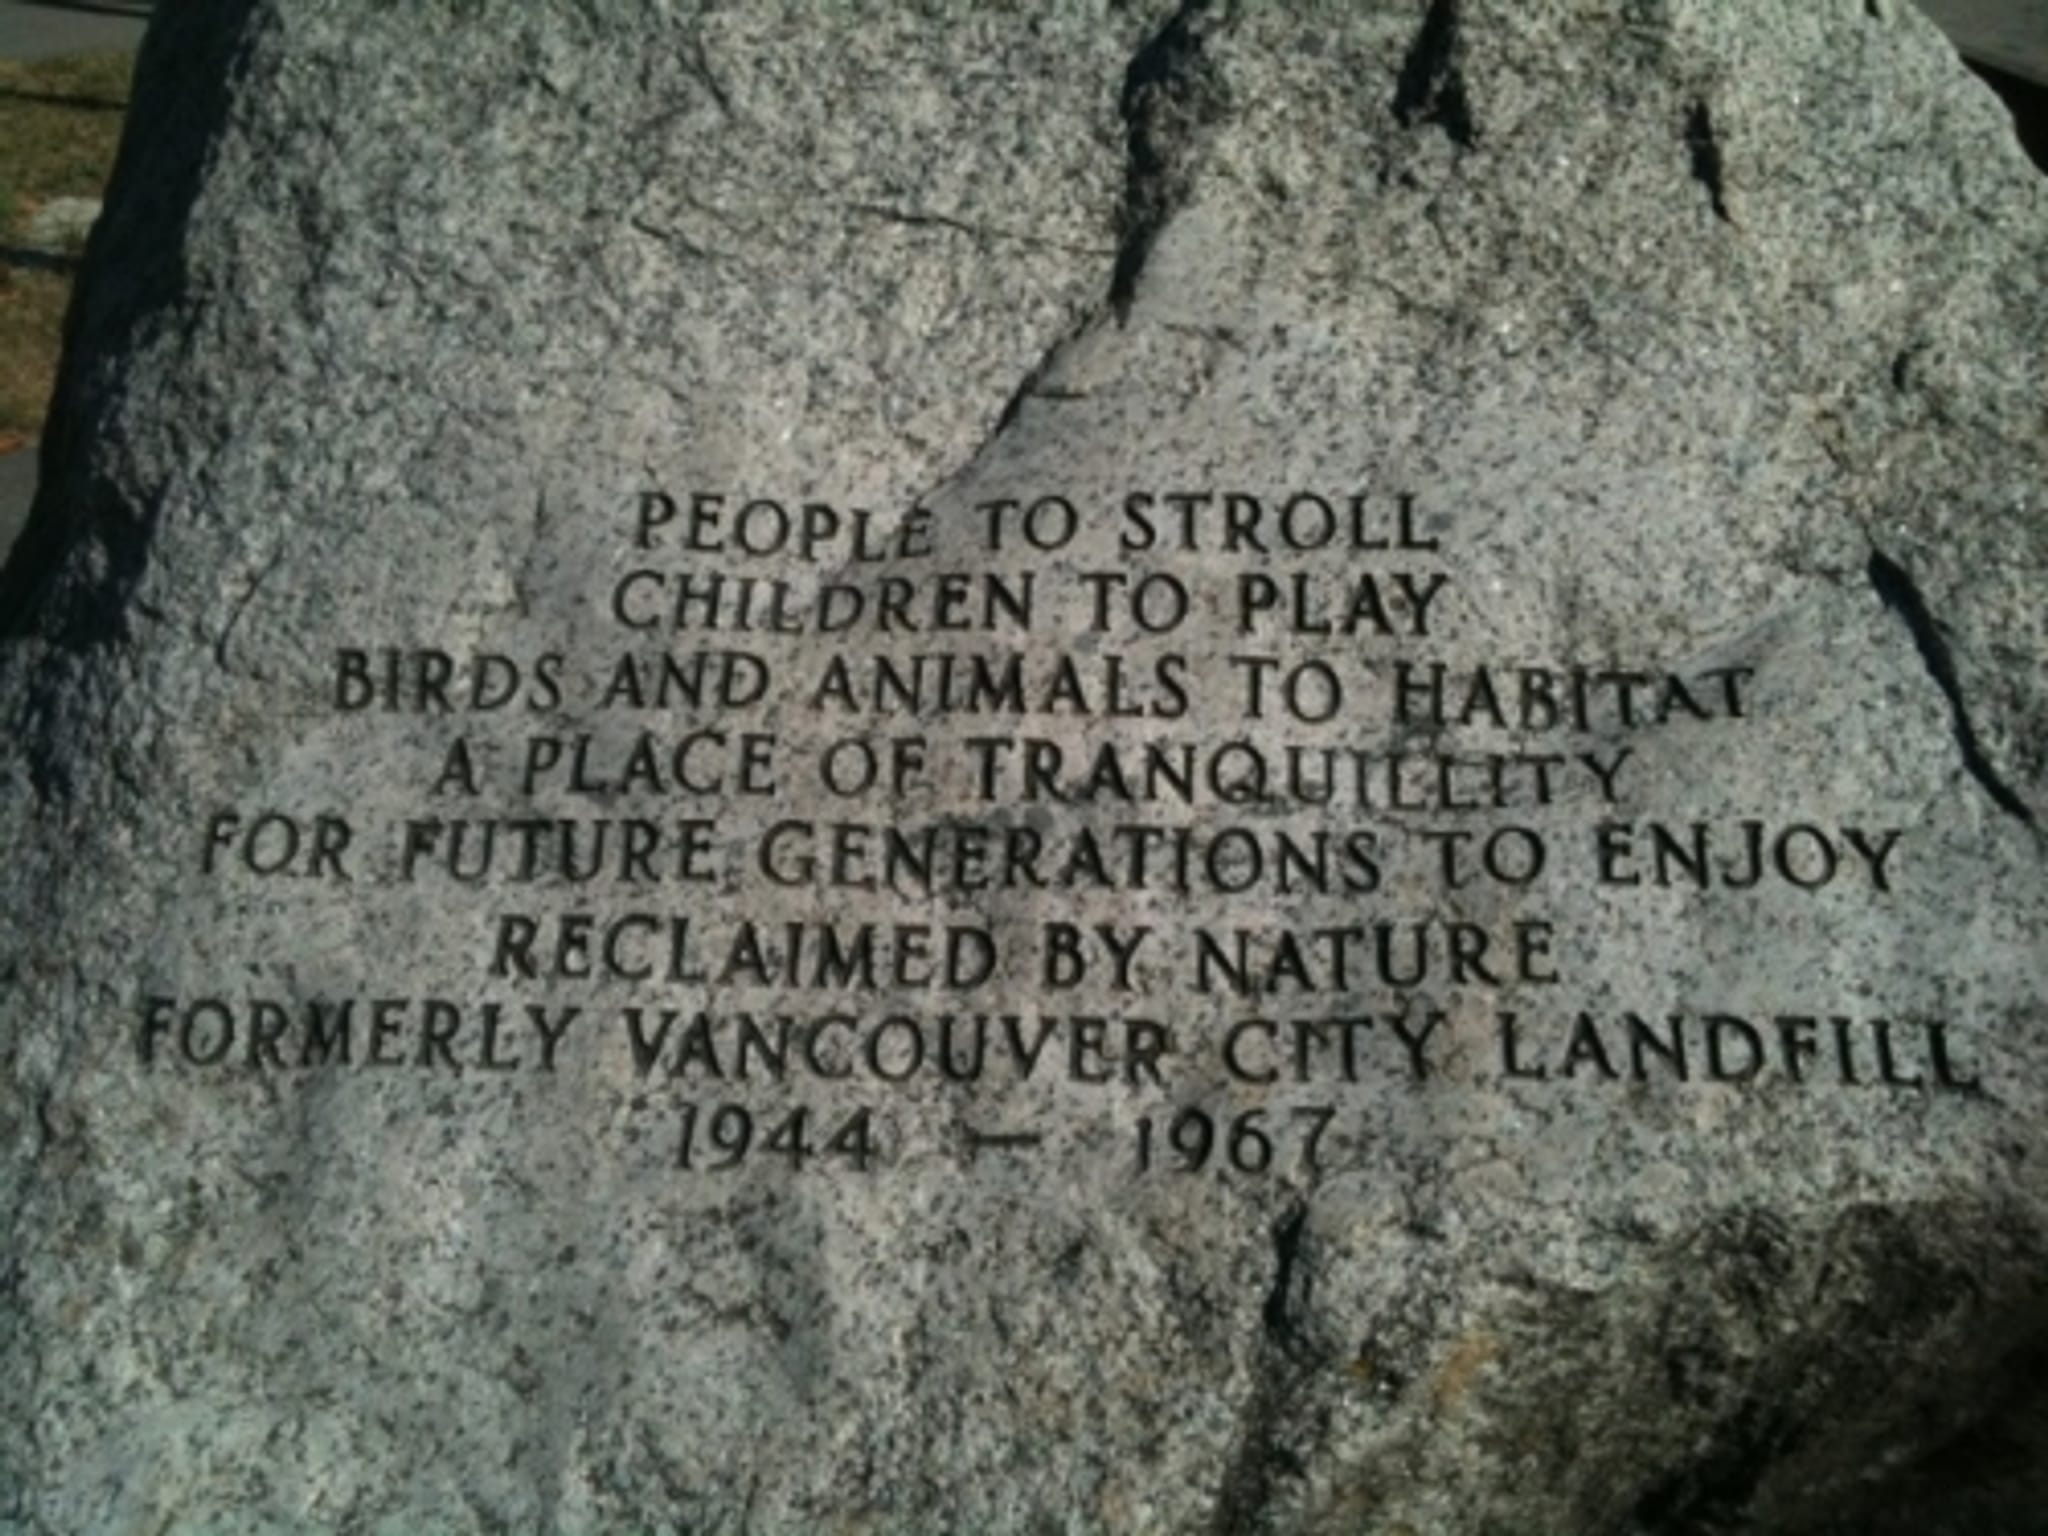 PEOPLE TO STROLL
CHILDREN TO PLAY
BIRDS AND ANIMALS TO HABITAT
A PLACE OF TRANQUILLITY
FOR FUTURE GENERATIONS TO ENJOY
RECLAIMED BY NATURE
FORMERLY VANCOUVER CITY LANDFILL
1944 — 1967